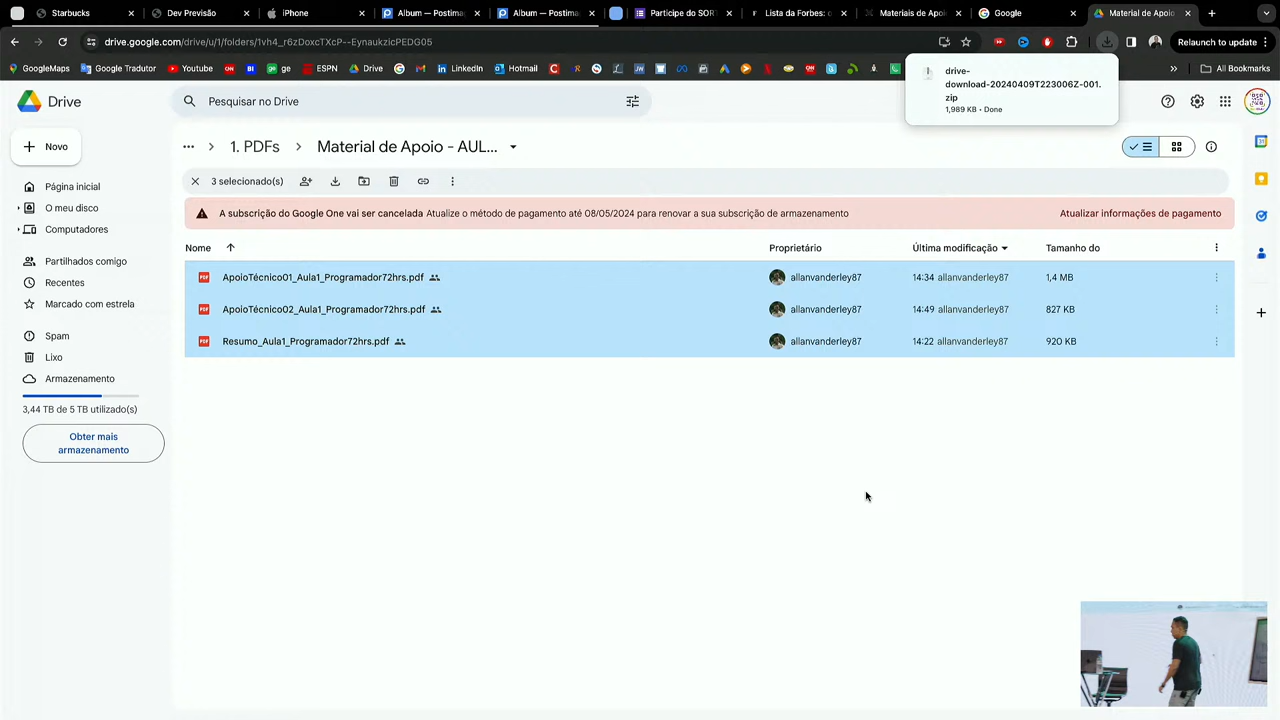 Starbucks
Dev Previsão
iPhone
Album — Postima
Album — Postima
Participe do SOR
Lista da Forbes: o
Materiais de Apoi
Google
Material de Apoio
drive.google.com/drive/u/1/folders/1vh4_r6zDoxcTXcP--EynaukzicPEDG05
Relaunch to update
GoogleMaps
Google Tradutor
Youtube
BI
ge
ESPN
Drive
LinkedIn
Hotmail
All Bookmarks
drive-
download-20240409T223006Z-001.
zip
1,989 KB • Done
Drive
Pesquisar no Drive
Novo
1. PDFs
Material de Apoio - AUL...
3 selecionado(s)
A subscrição do Google One vai ser cancelada Atualize o método de pagamento até 08/05/2024 para renovar a sua subscrição de armazenamento
Atualizar informações de pagamento
Nome
Proprietário
Última modificação
Tamanho do
ApoioTécnico01_Aula1_Programador72hrs.pdf
allanvanderley87
14:34 allanvanderley87
1,4 MB
ApoioTécnico02_Aula1_Programador72hrs.pdf
allanvanderley87
14:49 allanvanderley87
827 KB
Resumo_Aula1_Programador72hrs.pdf
allanvanderley87
14:22 allanvanderley87
920 KB
Página inicial
O meu disco
Computadores
Partilhados comigo
Recentes
Marcado com estrela
Spam
Lixo
Armazenamento
3,44 TB de 5 TB utilizado(s)
Obter mais
armazenamento